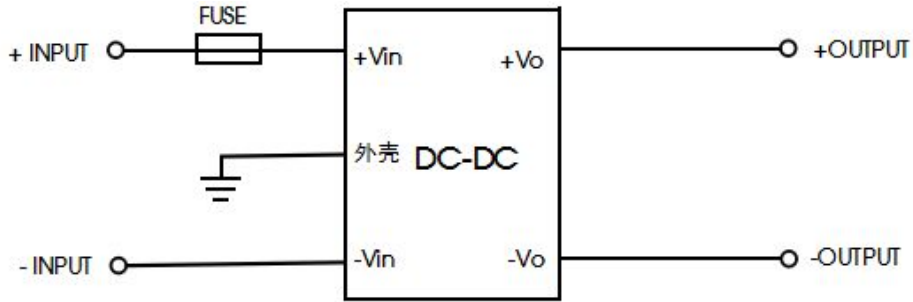 FUSE
+ INPUT
+Vin
+Vo
+OUTPUT
外壳
DC-DC
- INPUT
-Vin
-Vo
-OUTPUT